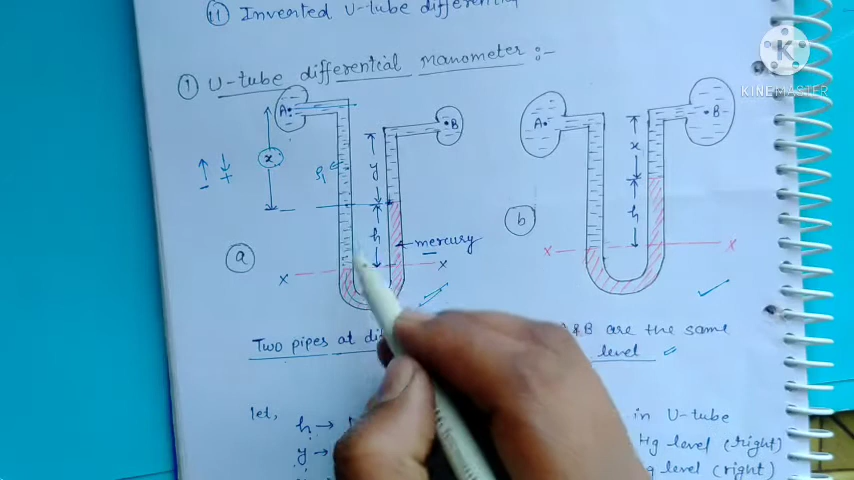 (ii) Inverted U-tube differential
KINEMASTER
(1) U-tube differential manometer :-
A B A B
x y x
ρ1
h h
mercury
a b
x x x x
Two pipes at A & B are the same
level
let,
h → in U-tube
y → Hg level (right)
level (right)